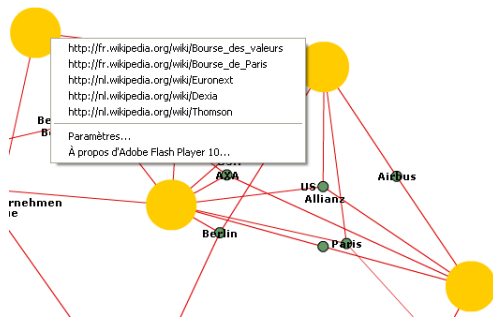 http://fr.wikipedia.org/wiki/Bourse_des_valeurs
http://fr.wikipedia.org/wiki/Bourse_de_Paris
http://nl.wikipedia.org/wiki/Euronext
http://nl.wikipedia.org/wiki/Dexia
http://nl.wikipedia.org/wiki/Thomson
Paramètres...
À propos d'Adobe Flash Player 10...
AXA
Airbus
US
Allianz
rnehmen
ue
Berlin
Paris